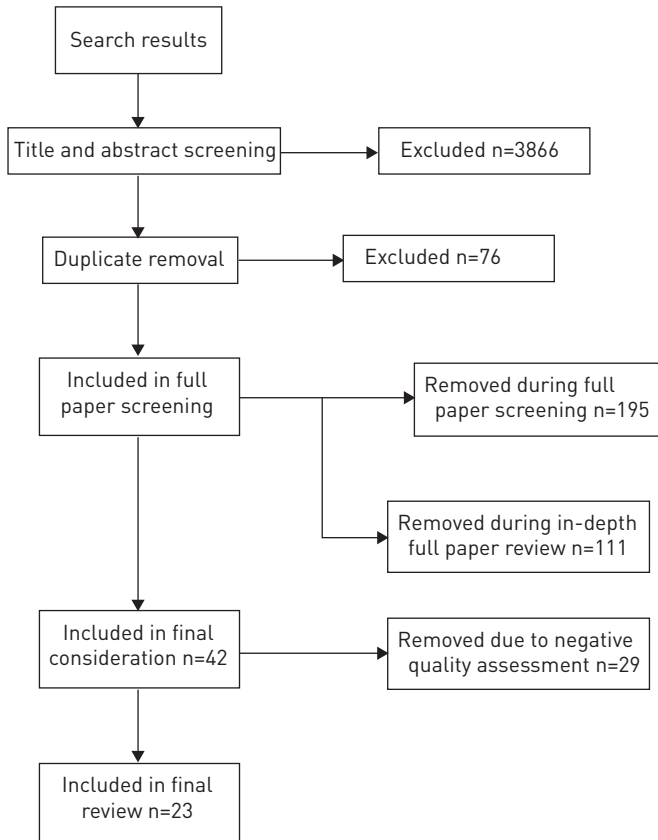 Search results
Title and abstract screening
Excluded n=3866
Duplicate removal
Excluded n=76
Included in full
paper screening
Removed during full
paper screening n=195
Removed during in-depth
full paper review n=111
Included in final
consideration n=42
Removed due to negative
quality assessment n=29
Included in final
review n=23